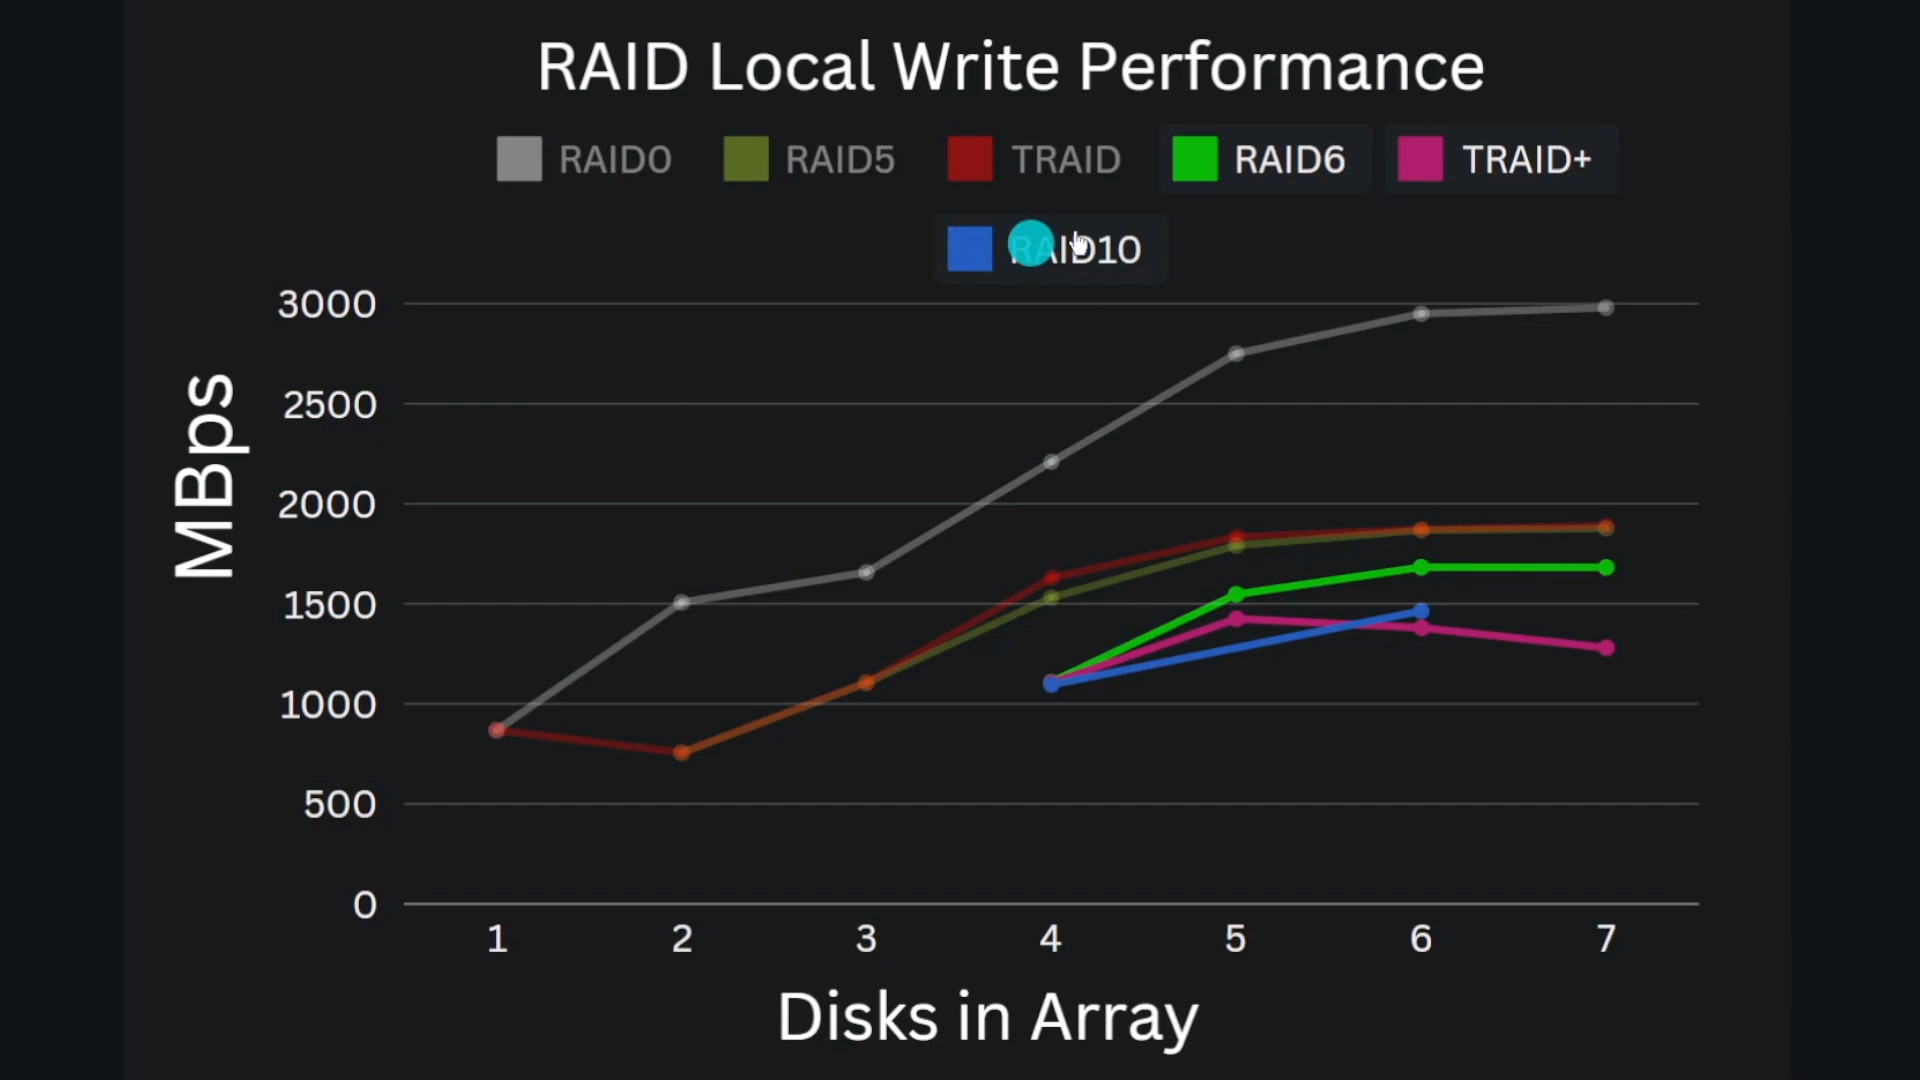 RAID Local Write Performance
RAID0 RAID5 TRAID RAID6 TRAID+
RAID10
3000
2500
2000
1500
1000
500
0
MBps
1 2 3 4 5 6 7
Disks in Array